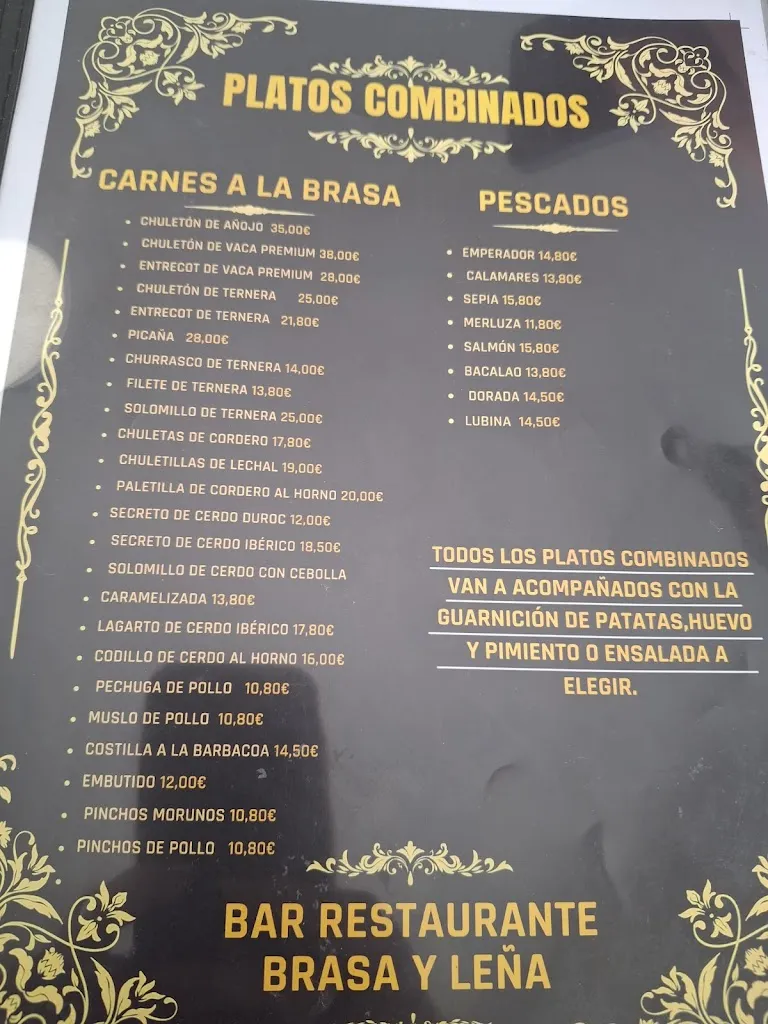 PLATOS COMBINADOS
CARNES A LA BRASA
CHULETÓN DE AÑOJO 35,00€
CHULETÓN DE VACA PREMIUM 38,00€
ENTRECOT DE VACA PREMIUM 28,00€
CHULETÓN DE TERNERA 25,00€
ENTRECOT DE TERNERA 21,80€
PICAÑA 28,00€
CHURRASCO DE TERNERA 14,00€
FILETE DE TERNERA 13,80€
SOLOMILLO DE TERNERA 25,00€
CHULETAS DE CORDERO 17,80€
CHULETILLAS DE LECHAL 19,00€
PALETILLA DE CORDERO AL HORNO 20,00€
SECRETO DE CERDO DUROC 12,00€
SECRETO DE CERDO IBÉRICO 18,50€
SOLOMILLO DE CERDO CON CEBOLLA
CARAMELIZADA 13,80€
LAGARTO DE CERDO IBÉRICO 17,80€
CODILLO DE CERDO AL HORNO 16,00€
PECHUGA DE POLLO 10,80€
MUSLO DE POLLO 10,80€
COSTILLA A LA BARBACOA 14,50€
EMBUTIDO 12,00€
PINCHOS MORUNOS 10,80€
PINCHOS DE POLLO 10,80€
PESCADOS
EMPERADOR 14,80€
CALAMARES 13,80€
SEPIA 15,80€
MERLUZA 11,80€
SALMÓN 15,80€
BACALAO 13,80€
DORADA 14,50€
LUBINA 14,50€
TODOS LOS PLATOS COMBINADOS
VAN A ACOMPAÑADOS CON LA
GUARNICIÓN DE PATATAS,HUEVO
Y PIMIENTO O ENSALADA A
ELEGIR.
BAR RESTAURANTE
BRASA Y LEÑA